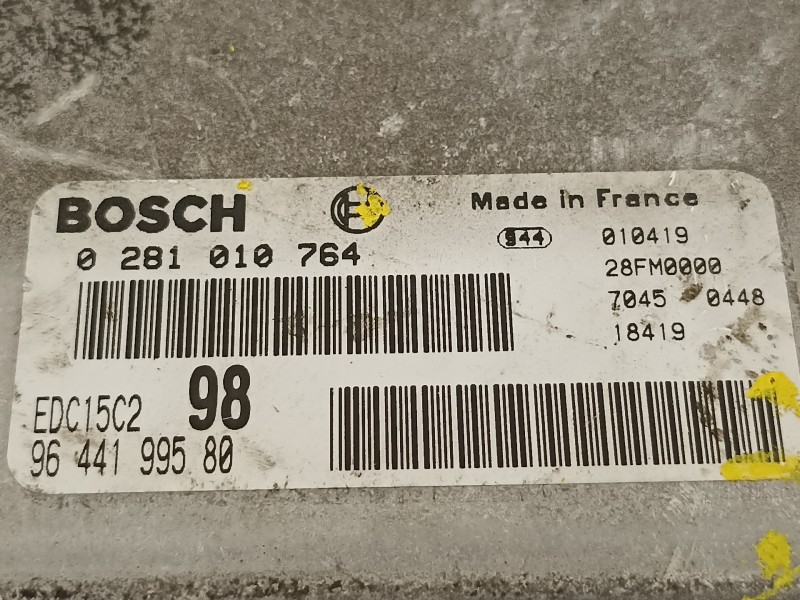 BOSCH Made in France
0 281 010 764 944 010419
28FM0000
7045 0448
18419
EDC15C2 98
96 441 995 80